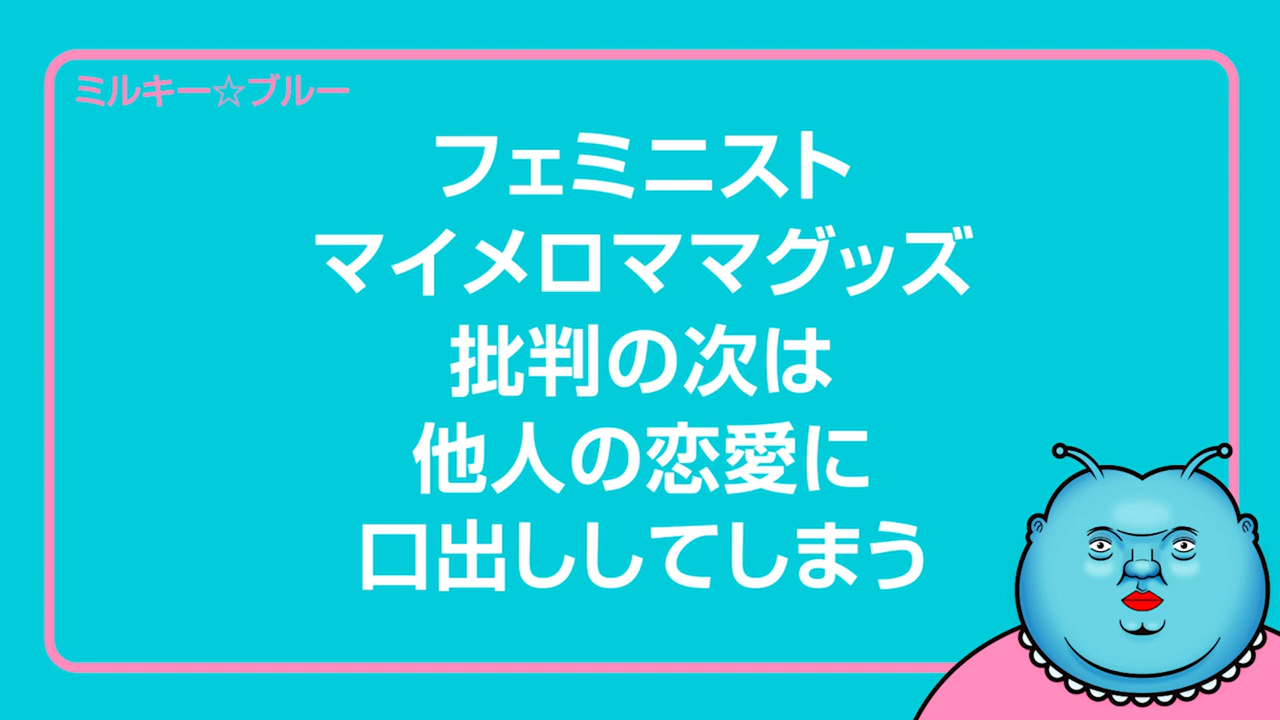 ミルキー☆ブルー
フェミニスト
マイメロママグッズ
批判の次は
他人の恋愛に
口出ししてしまう